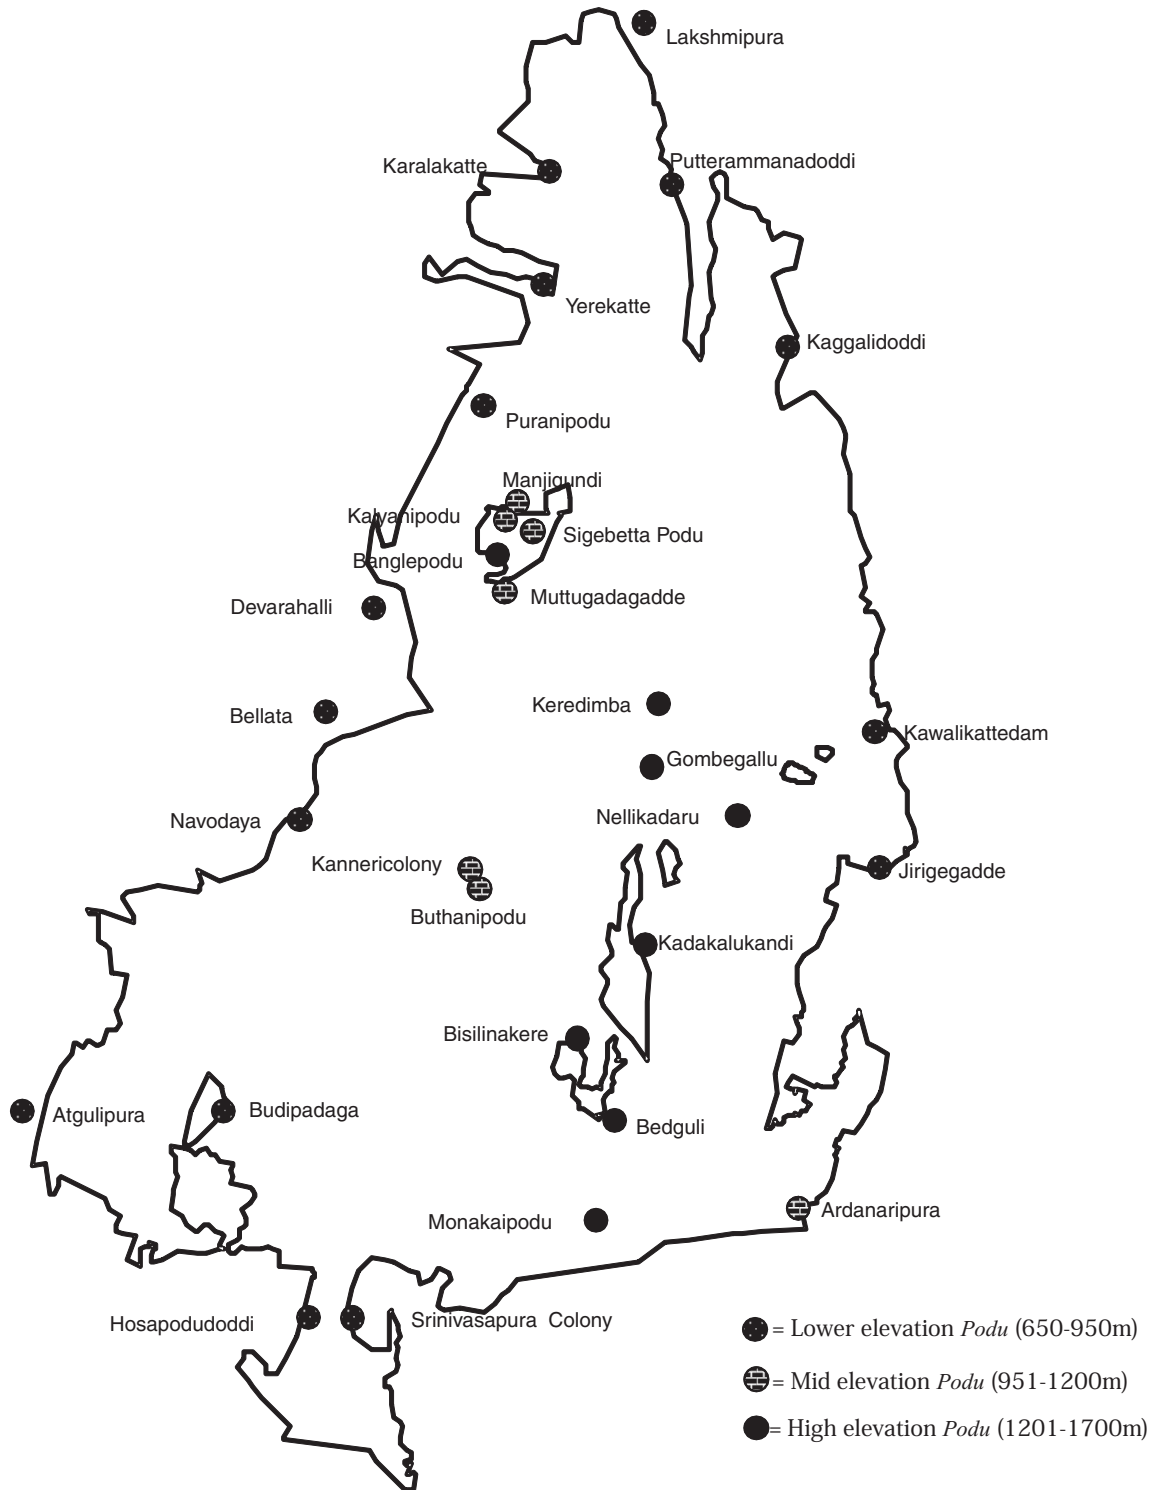 Lakshmipura
Karalakatte
Putterammanadoddi
Yerekatte
Kaggalidoddi
Puranipodu
Manjigundi
Kalyanipodu
Sigebetta Podu
Banglepodu
Muttugadagadde
Devarahalli
Keredimba
Bellata
Kawalikattedam
Gombegallu
Nellikadaru
Navodaya
Kannericolony
Jirigegadde
Buthanipodu
Kadakalukandi
Bisilinakere
Atgulipura
Budipadaga
Bedguli
Ardanaripura
Monakaipodu
Hosapodudoddi
Srinivasapura Colony
= Lower elevation Podu (650-950m)
= Mid elevation Podu (951-1200m)
= High elevation Podu (1201-1700m)